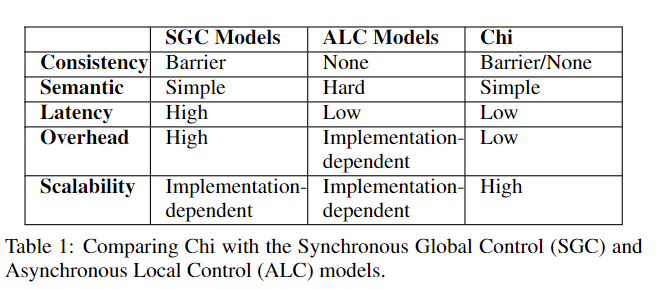 SGC Models ALC Models Chi
Consistency Barrier None Barrier/None
Semantic Simple Hard Simple
Latency High Low Low
Overhead High Implementation- Low
dependent
Scalability Implementation- Implementation- High
dependent dependent
Table 1: Comparing Chi with the Synchronous Global Control (SGC) and
Asynchronous Local Control (ALC) models.